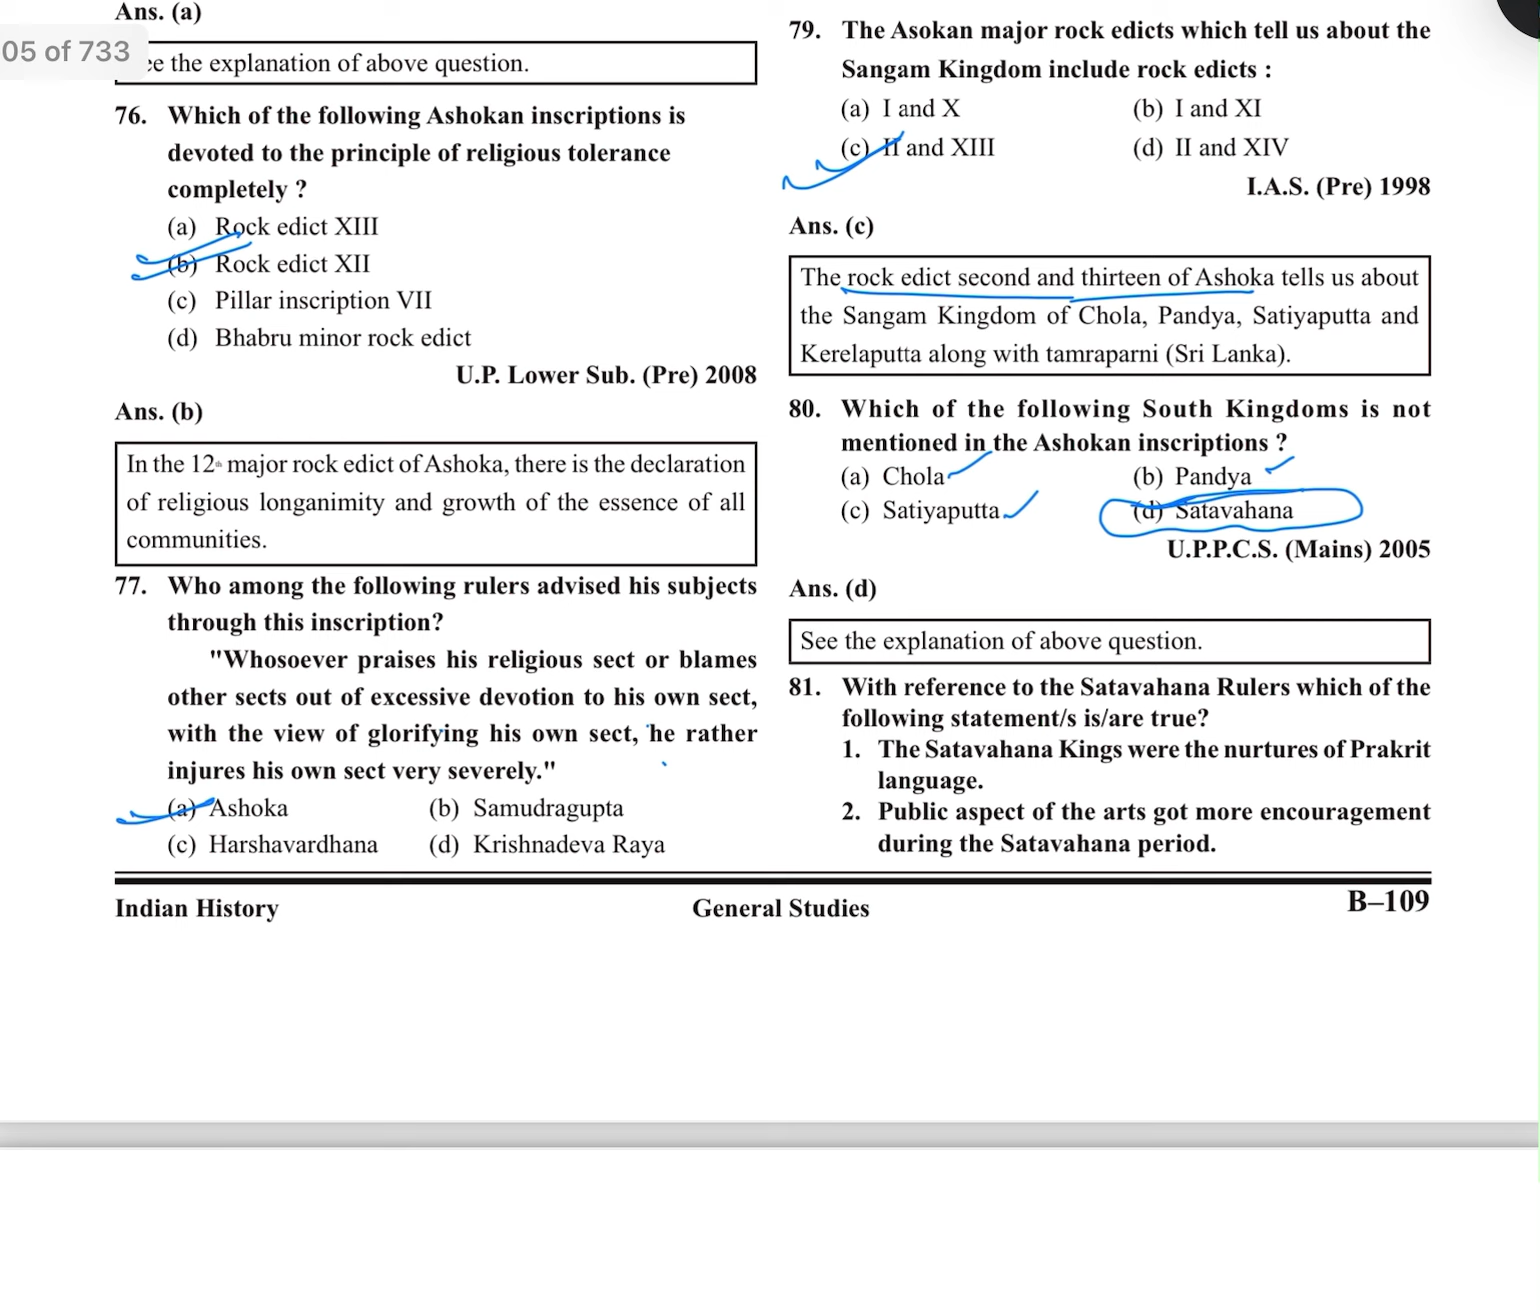 05 of 733
Ans. (a)
ee the explanation of above question.
76. Which of the following Ashokan inscriptions is
devoted to the principle of religious tolerance
completely ?
(a) Rock edict XIII
(b) Rock edict XII
(c) Pillar inscription VII
(d) Bhabru minor rock edict
U.P. Lower Sub. (Pre) 2008
Ans. (b)
In the 12th major rock edict of Ashoka, there is the declaration
of religious longanimity and growth of the essence of all
communities.
77. Who among the following rulers advised his subjects
through this inscription?
"Whosoever praises his religious sect or blames
other sects out of excessive devotion to his own sect,
with the view of glorifying his own sect, he rather
injures his own sect very severely."
(a) Ashoka (b) Samudragupta
(c) Harshavardhana (d) Krishnadeva Raya
79. The Asokan major rock edicts which tell us about the
Sangam Kingdom include rock edicts :
(a) I and X (b) I and XI
(c) II and XIII (d) II and XIV
I.A.S. (Pre) 1998
Ans. (c)
The rock edict second and thirteen of Ashoka tells us about
the Sangam Kingdom of Chola, Pandya, Satiyaputta and
Kerelaputta along with tamraparni (Sri Lanka).
80. Which of the following South Kingdoms is not
mentioned in the Ashokan inscriptions ?
(a) Chola (b) Pandya
(c) Satiyaputta (d) Satavahana
U.P.P.C.S. (Mains) 2005
Ans. (d)
See the explanation of above question.
81. With reference to the Satavahana Rulers which of the
following statement/s is/are true?
1. The Satavahana Kings were the nurtures of Prakrit
language.
2. Public aspect of the arts got more encouragement
during the Satavahana period.
Indian History General Studies B–109